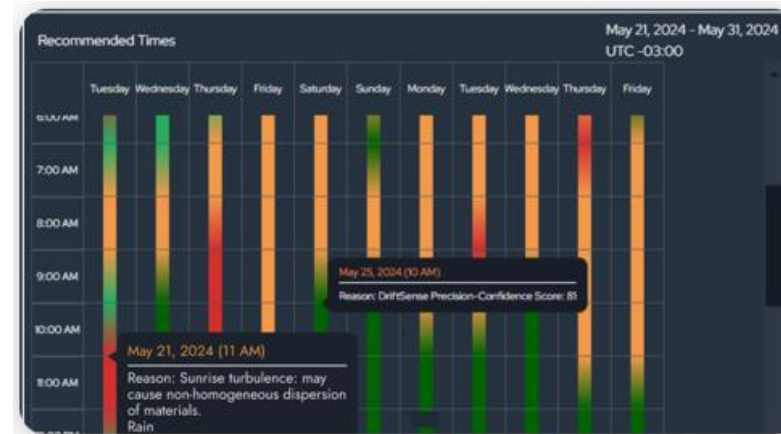 Recommended Times
May 21, 2024 - May 31, 2024
UTC -03:00
Tuesday Wednesday Thursday Friday Saturday Sunday Monday Tuesday Wednesday Thursday Friday
6:00 AM
7:00 AM
8:00 AM
9:00 AM
May 25, 2024 (10 AM)
Reason: DriftSense Precision-Confidence Score: 81
10:00 AM
May 21, 2024 (11 AM)
11:00 AM
Reason: Sunrise turbulence: may
cause non-homogeneous dispersion
of materials.
Rain